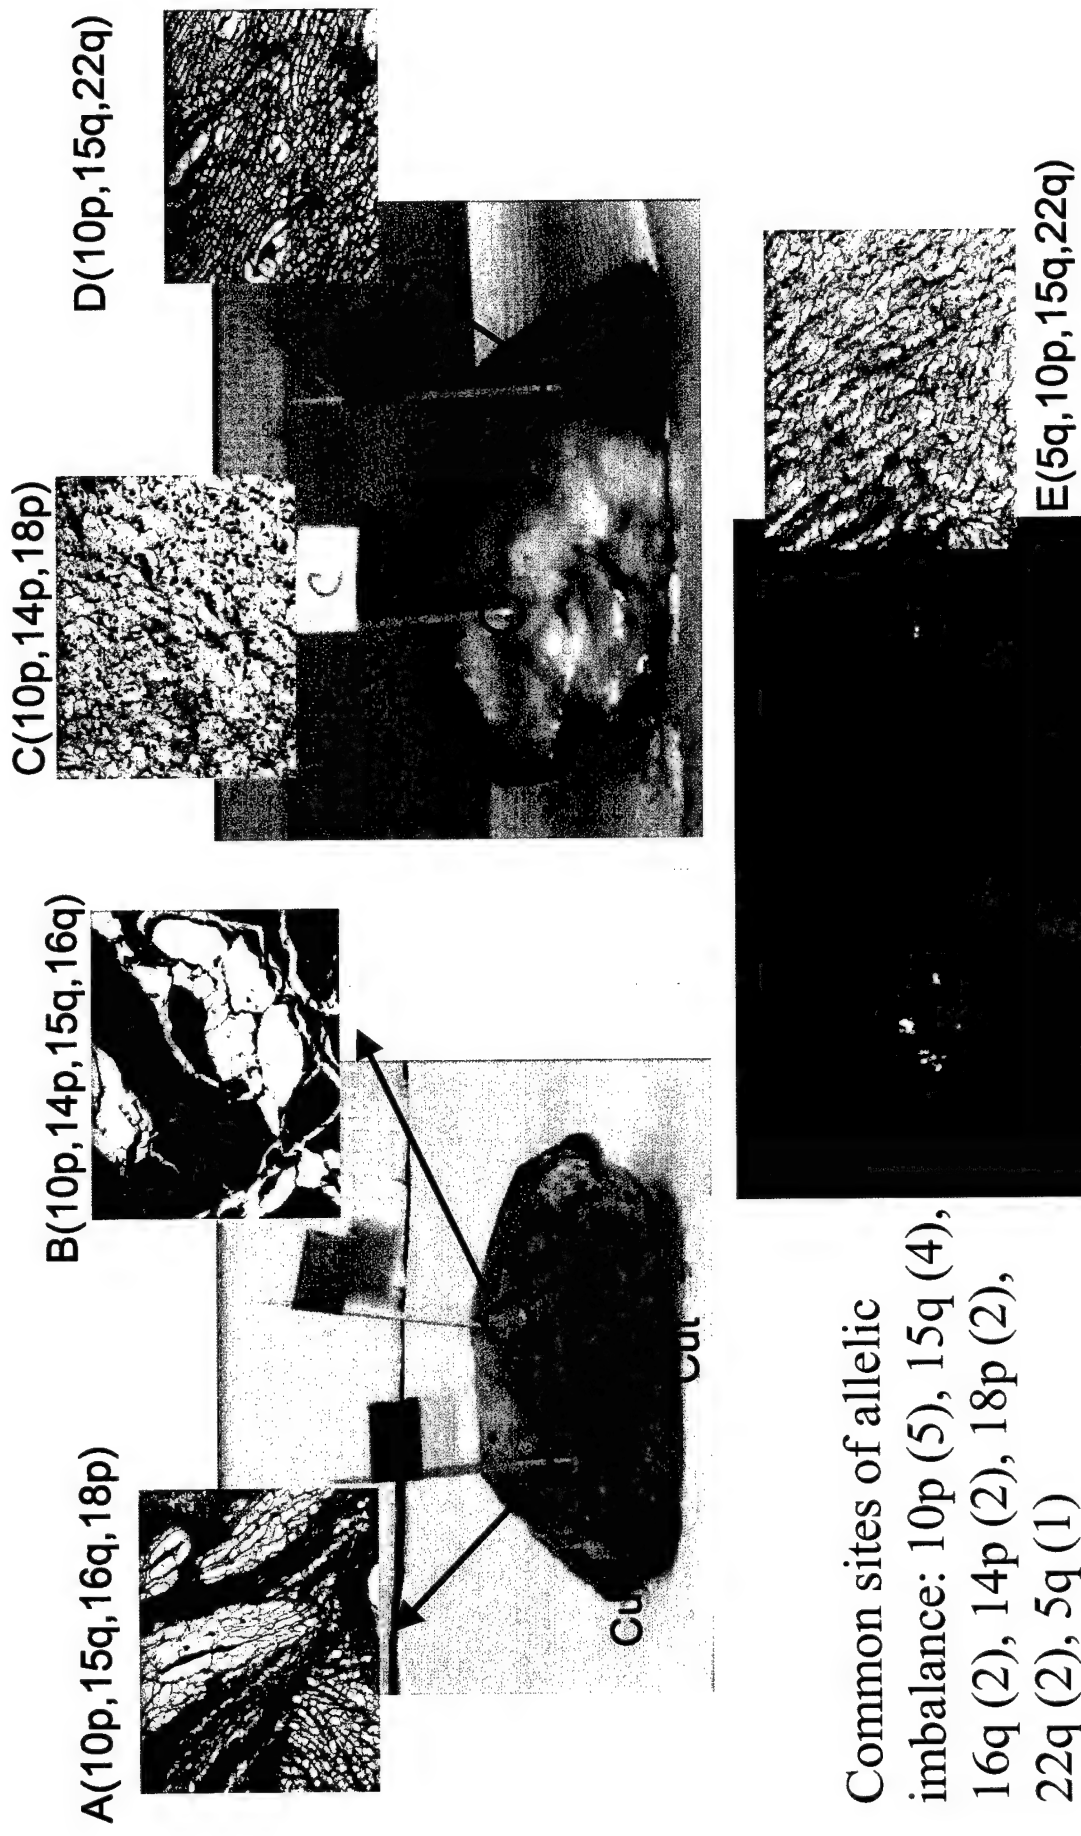 A(10p,15q,16q,18p)
B(10p,14p,15q,16q)
C(10p,14p,18p)
D(10p,15q,22q)
C
Cut
Cut
E(5q,10p,15q,22q)
Common sites of allelic
imbalance: 10p (5), 15q (4),
16q (2), 14p (2), 18p (2),
22q (2), 5q (1)